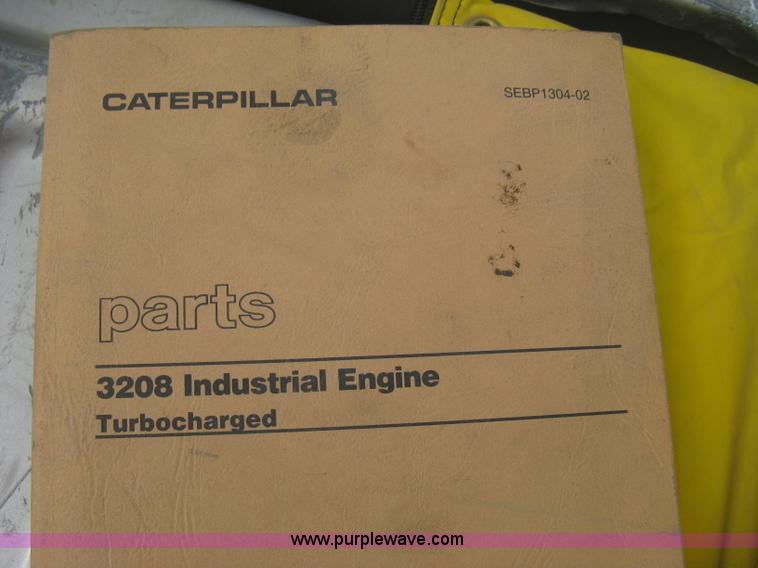 CATERPILLAR
SEBP1304-02
parts
3208 Industrial Engine
Turbocharged
www.purplewave.com